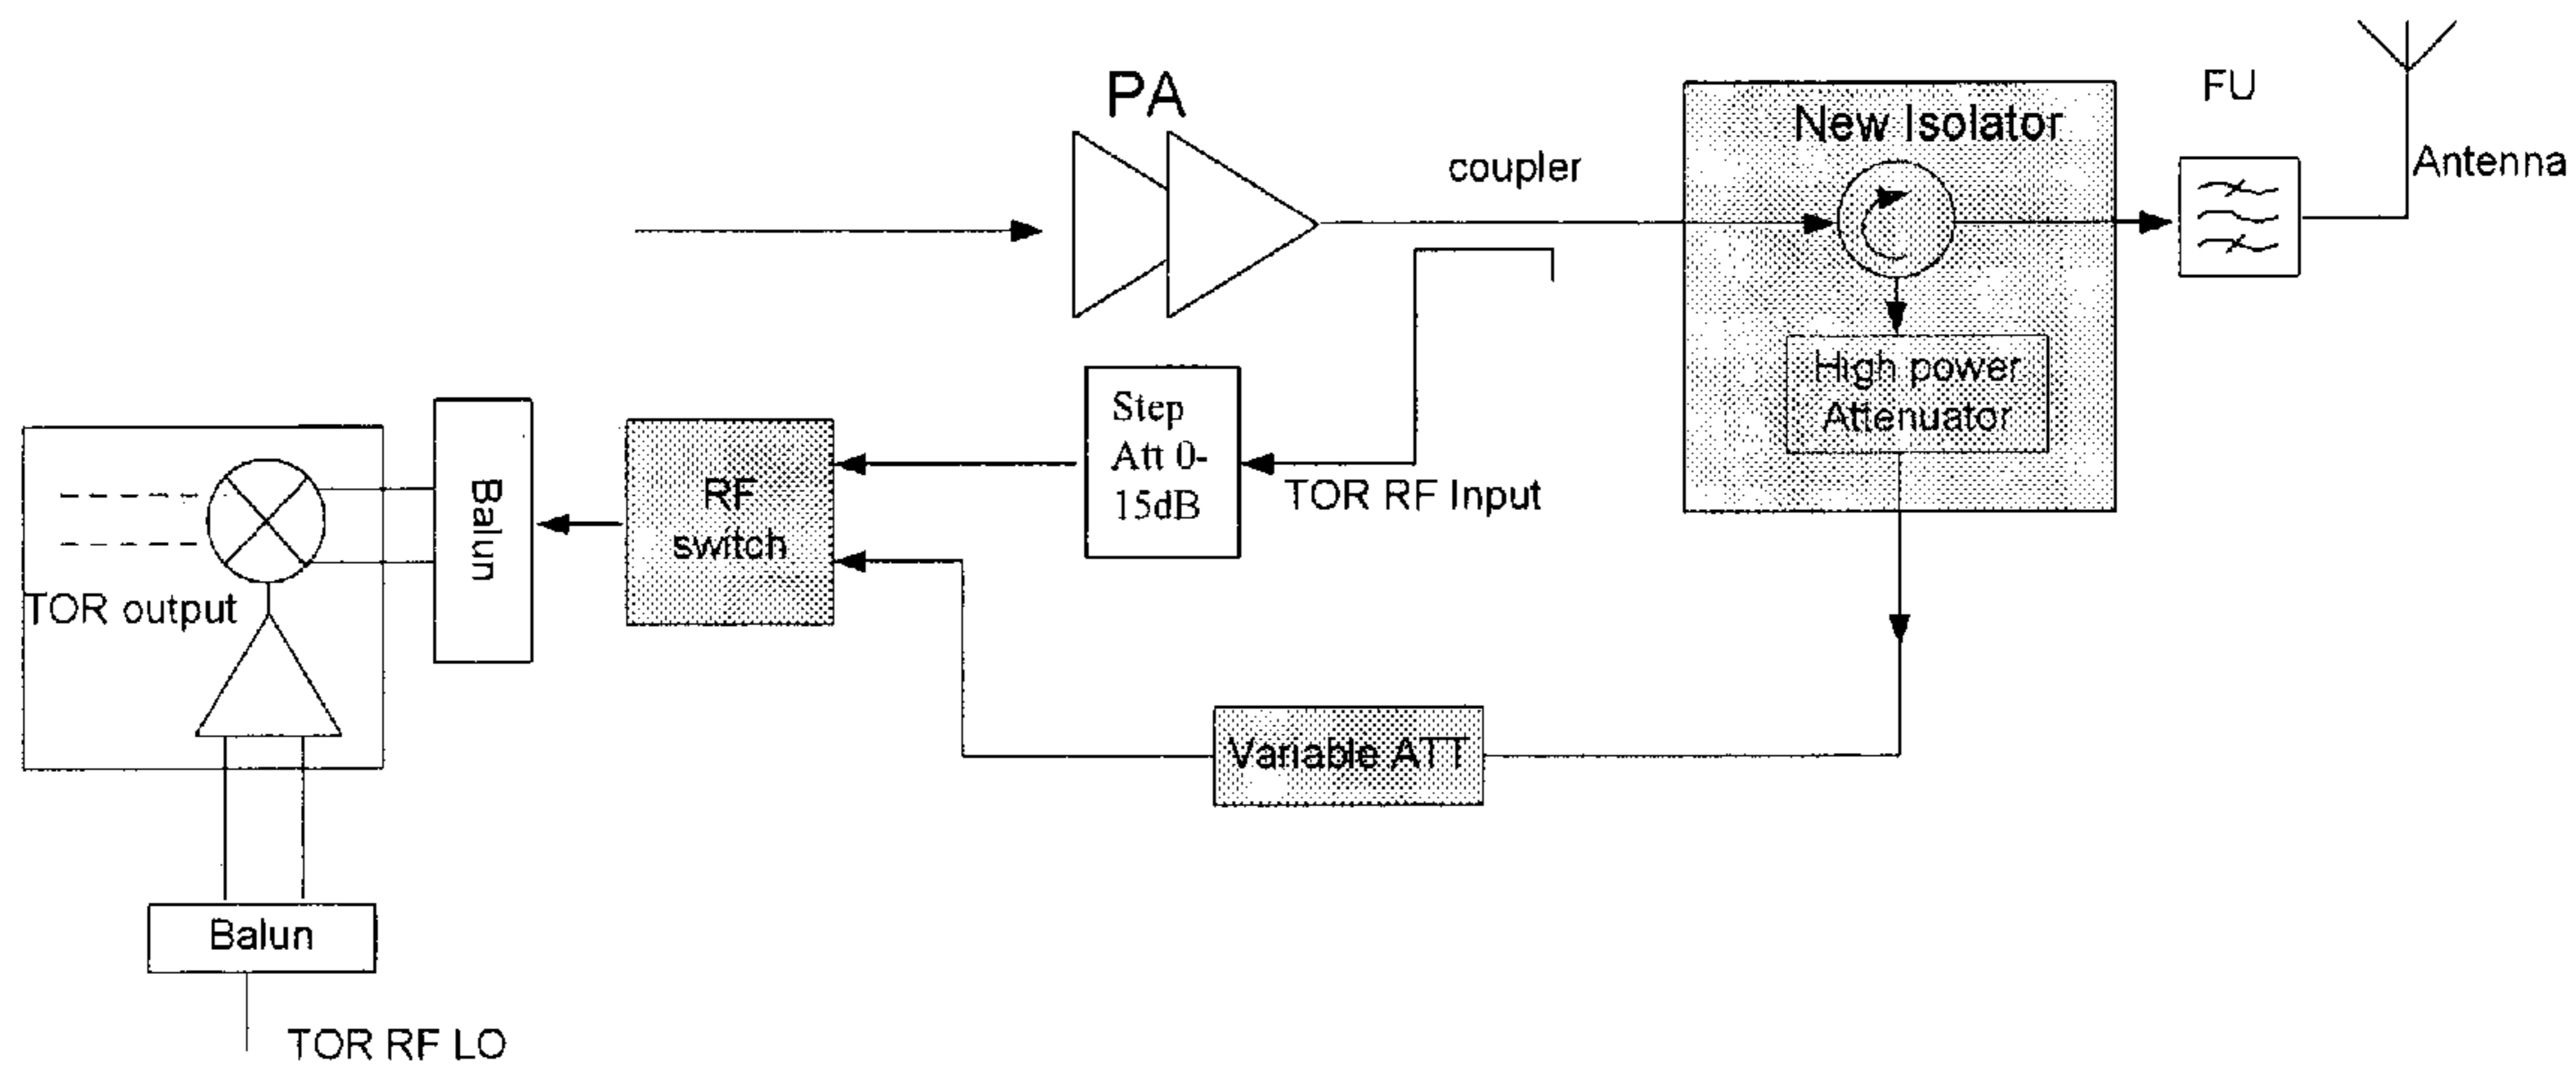 PA
FU
New Isolator
coupler
Antenna
High power
Attenuator
Step
Att 0-
15dB
TOR RF Input
RF
switch
Balun
TOR output
Variable ATT
Balun
TOR RF LO